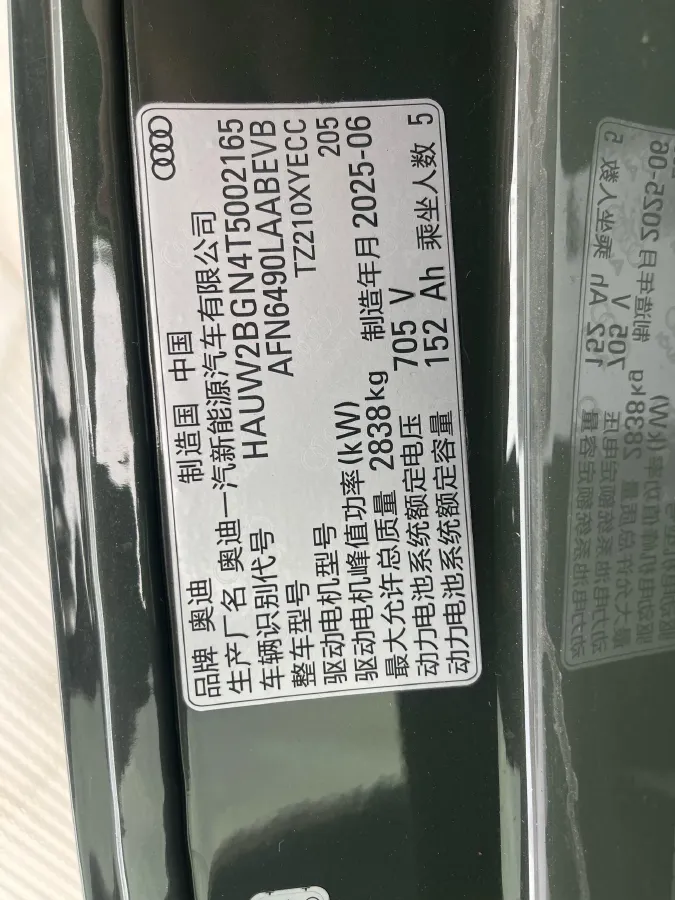 品牌 奥迪 制造国 中国
生产厂名 奥迪一汽新能源汽车有限公司
车辆识别代号 HAUW2BGN4T5002165
整车型号 AFN6490LAABEVB
驱动电机型号 TZ210XYECC
驱动电机峰值功率(kW) 205
最大允许总质量 2838kg 制造年月 2025-06
动力电池系统额定电压 705 V
动力电池系统额定容量 152 Ah 乘坐人数 5